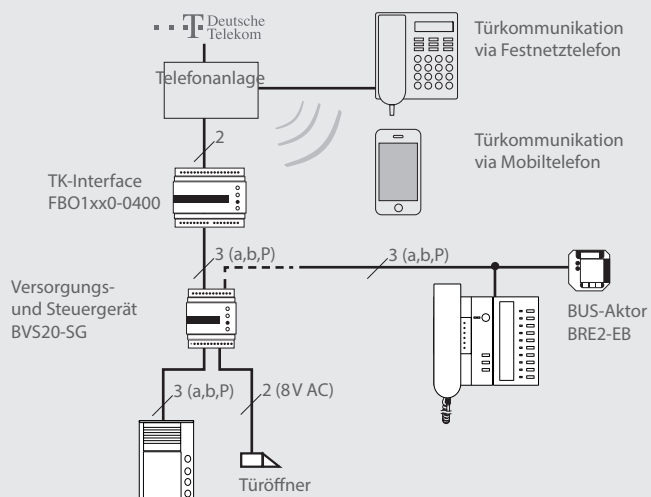 Deutsche
Telekom
Telefonanlage
Türkommunikation
via Festnetztelefon
2
Türkommunikation
via Mobiltelefon
TK-Interface
FBO1xx0-0400
3 (a,b,P)
3 (a,b,P)
Versorgungs-
und Steuergerät
BVS20-SG
BUS-Aktor
BRE2-EB
3 (a,b,P)
2 (8 V AC)
Türöffner